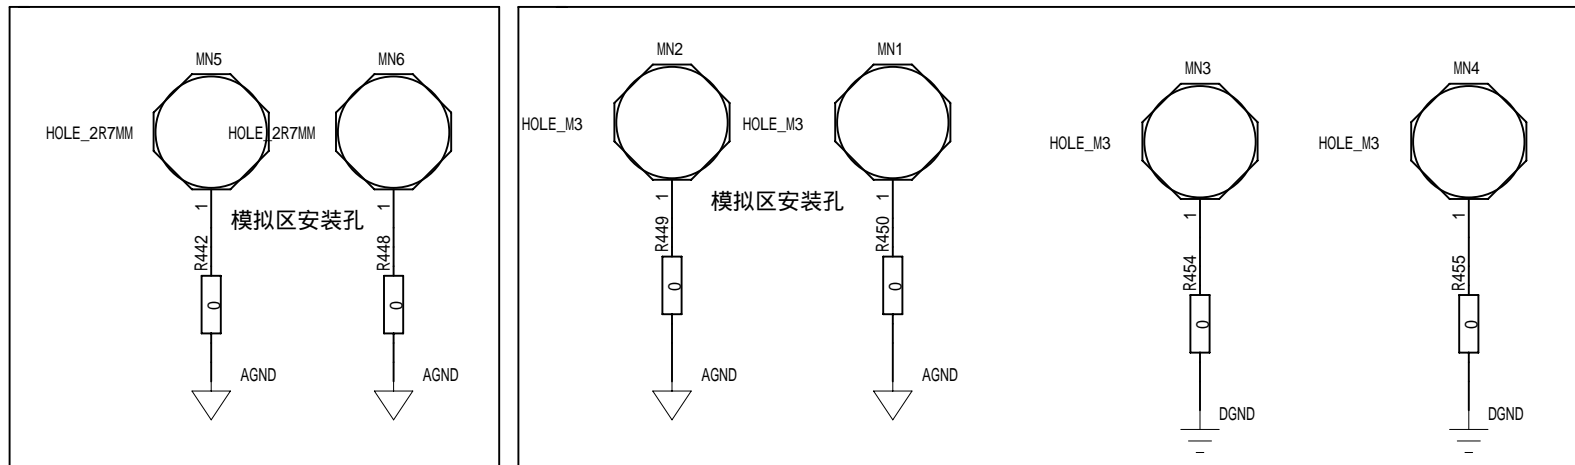 MN5
MN6
HOLE_2R7MM
HOLE_2R7MM
1
1
模拟区安装孔
R442
R448
0
0
AGND
AGND
MN2
MN1
HOLE_M3
HOLE_M3
1
1
模拟区安装孔
R449
R450
0
0
AGND
AGND
MN3
MN4
HOLE_M3
HOLE_M3
1
1
R454
R455
0
0
DGND
DGND